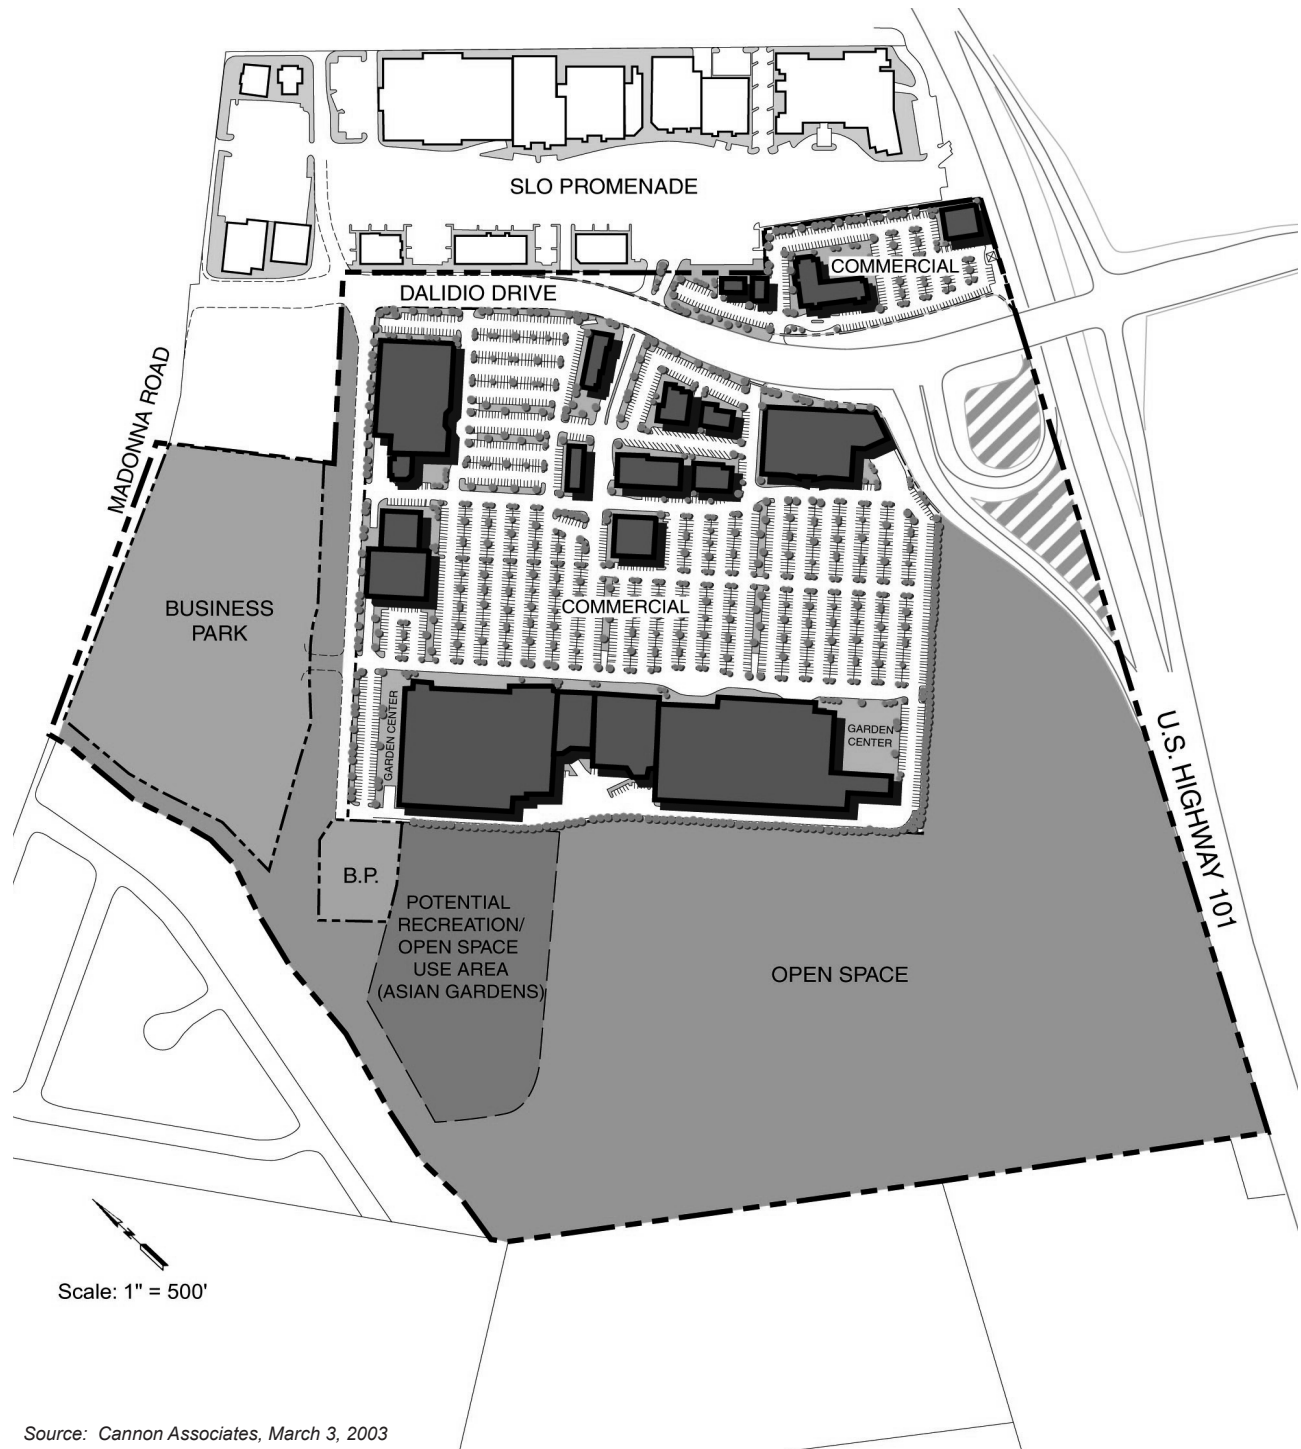 SLO PROMENADE
COMMERCIAL
DALIDIO DRIVE
MADONNA ROAD
BUSINESS
PARK
COMMERCIAL
GARDEN CENTER
GARDEN
CENTER
U.S. HIGHWAY 101
B.P.
POTENTIAL
RECREATION/
OPEN SPACE
USE AREA
(ASIAN GARDENS)
OPEN SPACE
N
Scale: 1" = 500'
Source: Cannon Associates, March 3, 2003